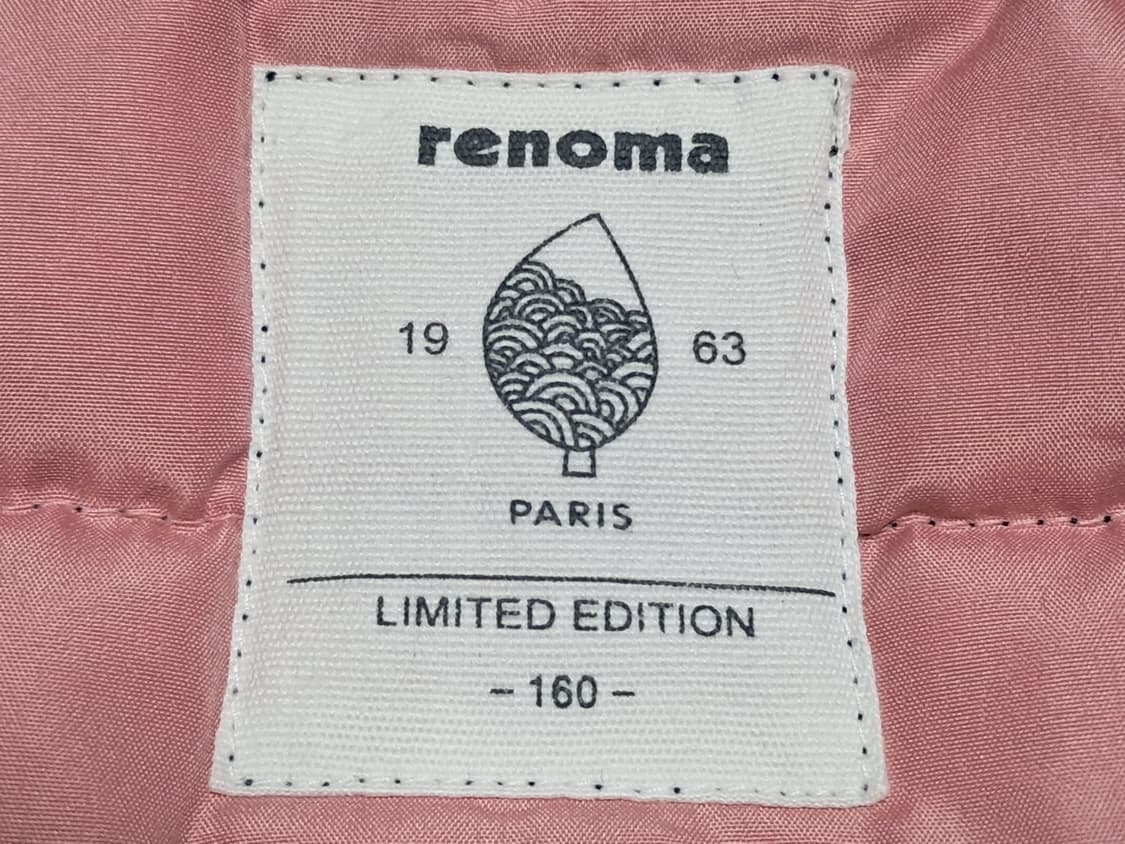 renoma
19 63
PARIS
LIMITED EDITION
- 160 -